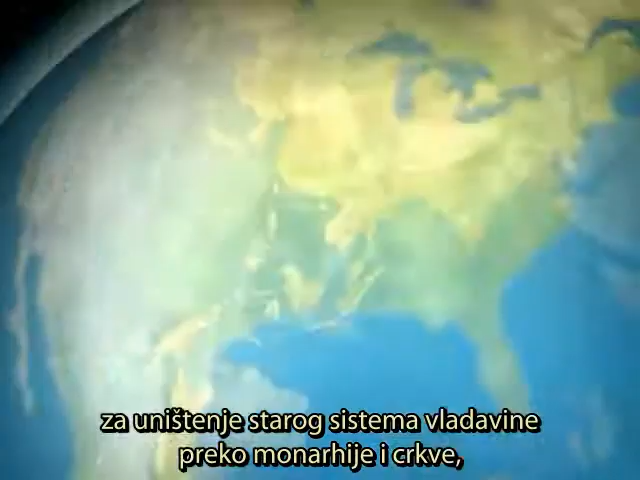 za uništenje starog sistema vladavine
preko monarhije i crkve,